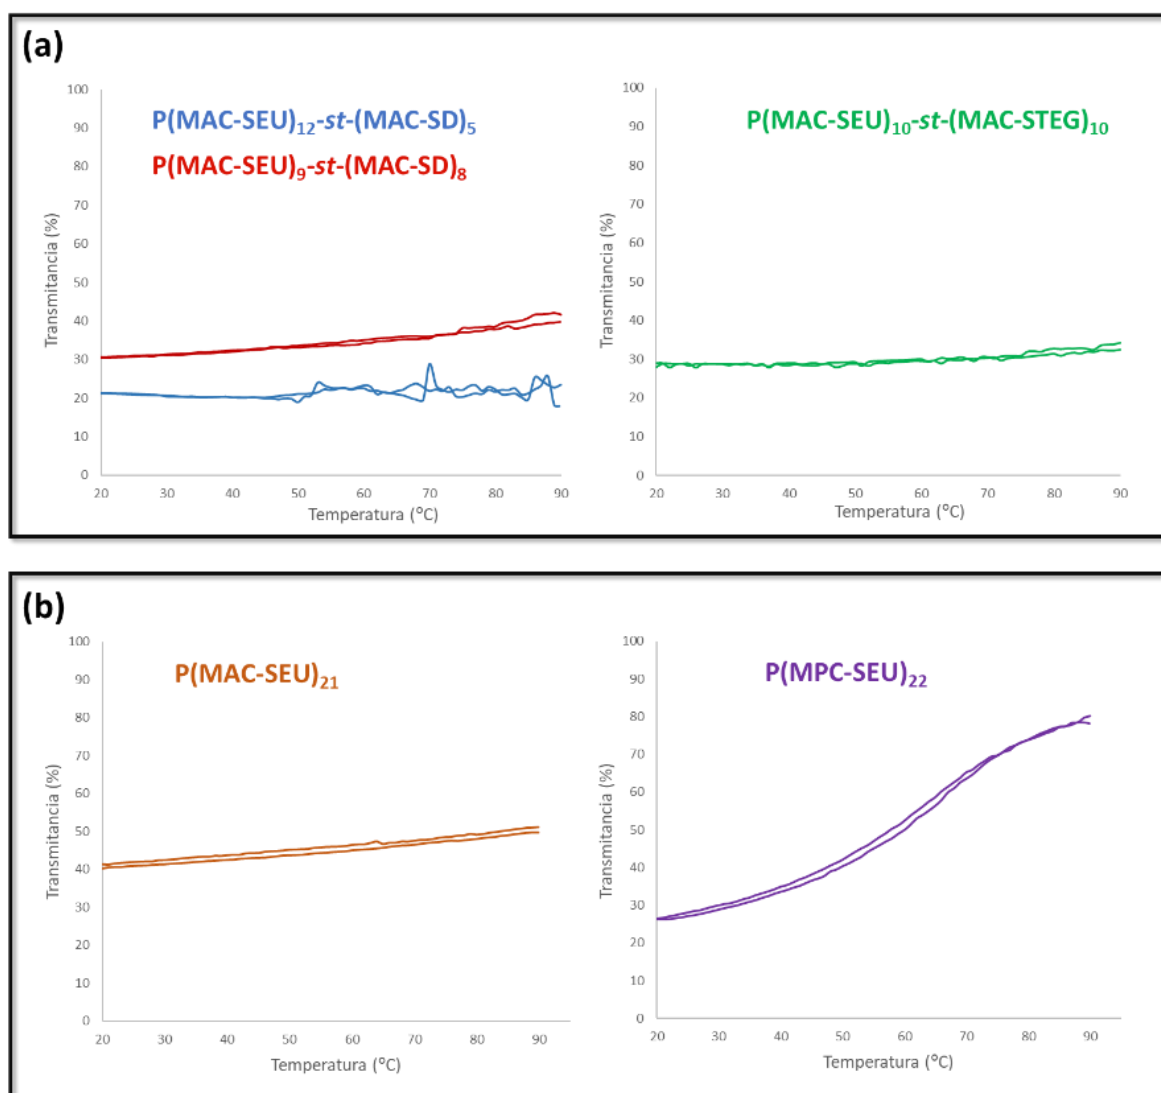 (a)
P(MAC-SEU)12-st-(MAC-SD)5
P(MAC-SEU)9-st-(MAC-SD)8
Transmitancia (%)
100
90
80
70
60
50
40
30
20
10
0
20 30 40 50 60 70 80 90
Temperatura (°C)
P(MAC-SEU)10-st-(MAC-STEG)10
Transmitancia (%)
100
90
80
70
60
50
40
30
20
10
0
20 30 40 50 60 70 80 90
Temperatura (°C)
(b)
P(MAC-SEU)21
Transmitancia (%)
100
90
80
70
60
50
40
30
20
10
0
20 30 40 50 60 70 80 90
Temperatura (°C)
P(MPC-SEU)22
Transmitancia (%)
100
90
80
70
60
50
40
30
20
10
0
20 30 40 50 60 70 80 90
Temperatura (°C)